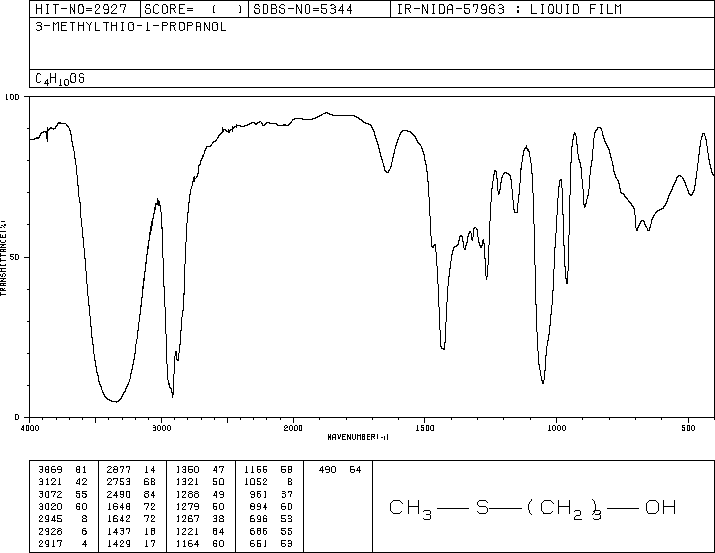 HIT-NO=2927 SCORE= ( ) SDBS-NO=5344 IR-NIDA-57963 : LIQUID FILM
3-METHYLTHIO-1-PROPANOL
C4H10OS
100
50
0
TRANSMITTANCE(%)
4000 3000 2000 1500 1000 500
WAVENUMBER(-1)
3869 81 2877 14 1350 47 1155 58 490 64
3121 42 2753 68 1321 50 1052 8
3072 55 2490 84 1288 49 961 37
3020 60 1648 72 1279 50 894 60
2945 8 1642 72 1267 38 696 53
2928 6 1437 18 1221 84 686 55
2917 4 1429 17 1164 60 651 53
CH3 S (CH2)3 OH